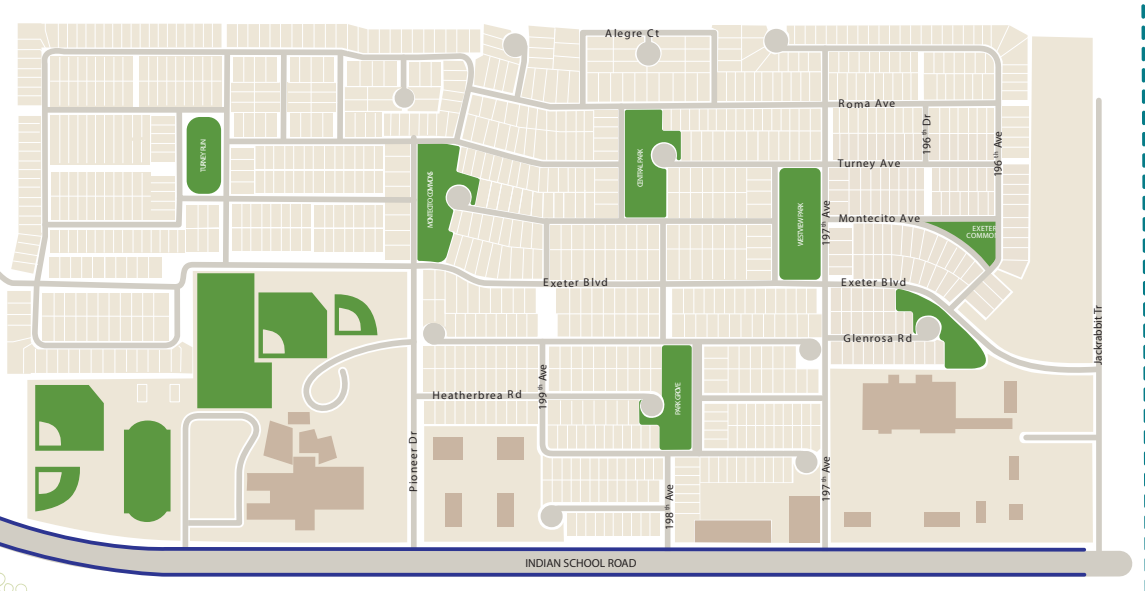 Alegre Ct
Roma Ave
196th Dr
196th Ave
TURNEY RUN
CENTRAL PARK
Turney Ave
MONTECITO COMMONS
WESTVIEW PARK
197th Ave
Montecito Ave
EXETER
COMMON
Exeter Blvd
Exeter Blvd
Glenrosa Rd
Jackrabbit Tr
199th Ave
Heatherbrea Rd
PARK GROVE
Pioneer Dr
198th Ave
197th Ave
INDIAN SCHOOL ROAD